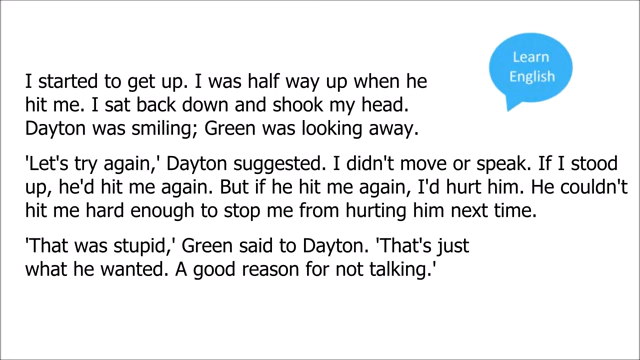 Learn
English
I started to get up. I was half way up when he
hit me. I sat back down and shook my head.
Dayton was smiling; Green was looking away.
'Let's try again,' Dayton suggested. I didn't move or speak. If I stood
up, he'd hit me again. But if he hit me again, I'd hurt him. He couldn't
hit me hard enough to stop me from hurting him next time.
'That was stupid,' Green said to Dayton. 'That's just
what he wanted. A good reason for not talking.'